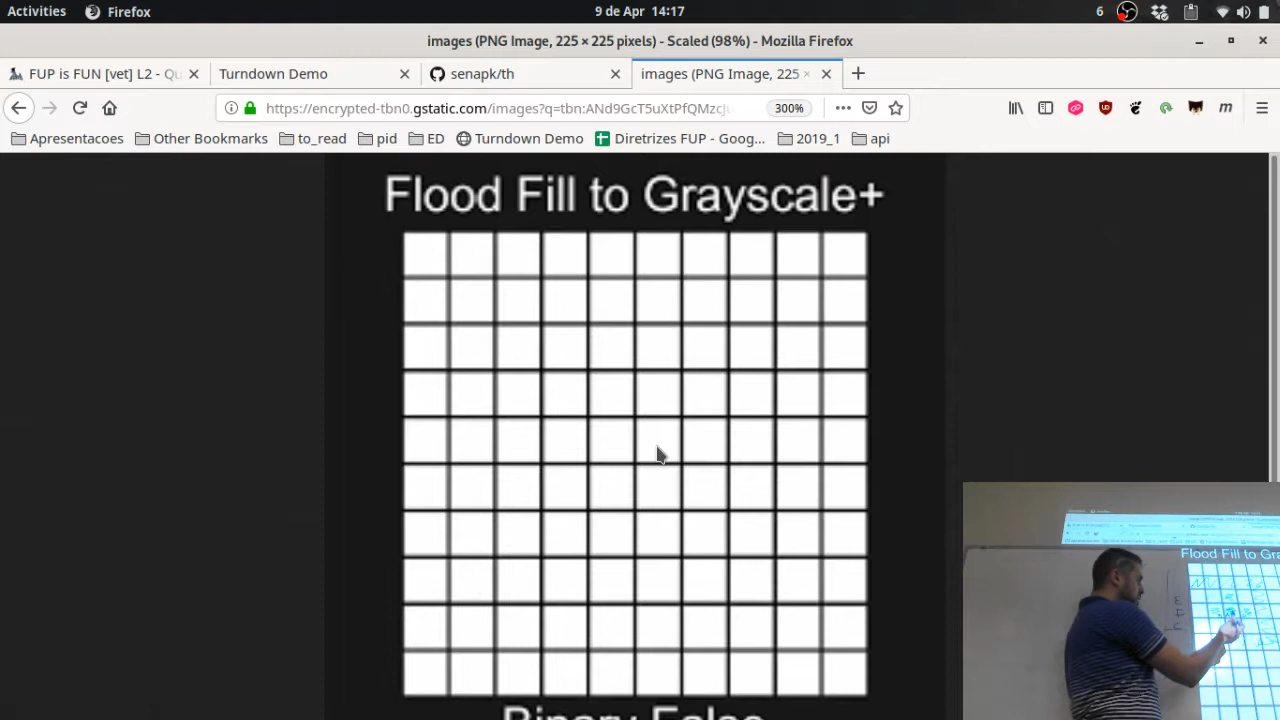 Activities Firefox 9 de Apr 14:17 6
images (PNG Image, 225 × 225 pixels) - Scaled (98%) - Mozilla Firefox
FUP is FUN [vet] L2 - Qu Turndown Demo senapk/th images (PNG Image, 225 ×
https://encrypted-tbn0.gstatic.com/images?q=tbn:ANd9GcT5uXtPfQMzcj 300%
Apresentacoes Other Bookmarks to_read pid ED Turndown Demo Diretrizes FUP - Goog... 2019_1 api
Flood Fill to Grayscale+
Binary False
Flood Fill to Gra